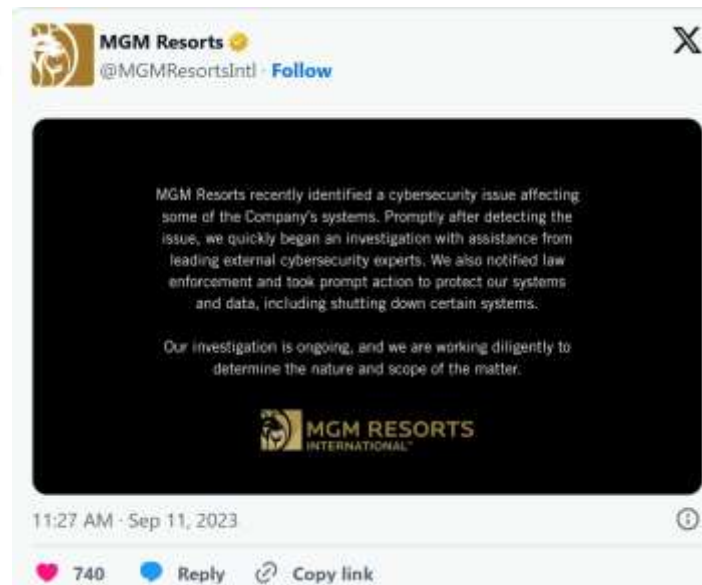 MGM Resorts
@MGMResortsIntl · Follow
MGM Resorts recently identified a cybersecurity issue affecting
some of the Company's systems. Promptly after detecting the
issue, we quickly began an investigation with assistance from
leading external cybersecurity experts. We also notified law
enforcement and took prompt action to protect our systems
and data, including shutting down certain systems.
Our investigation is ongoing, and we are working diligently to
determine the nature and scope of the matter.
MGM RESORTS
INTERNATIONAL™
11:27 AM · Sep 11, 2023
740 Reply Copy link